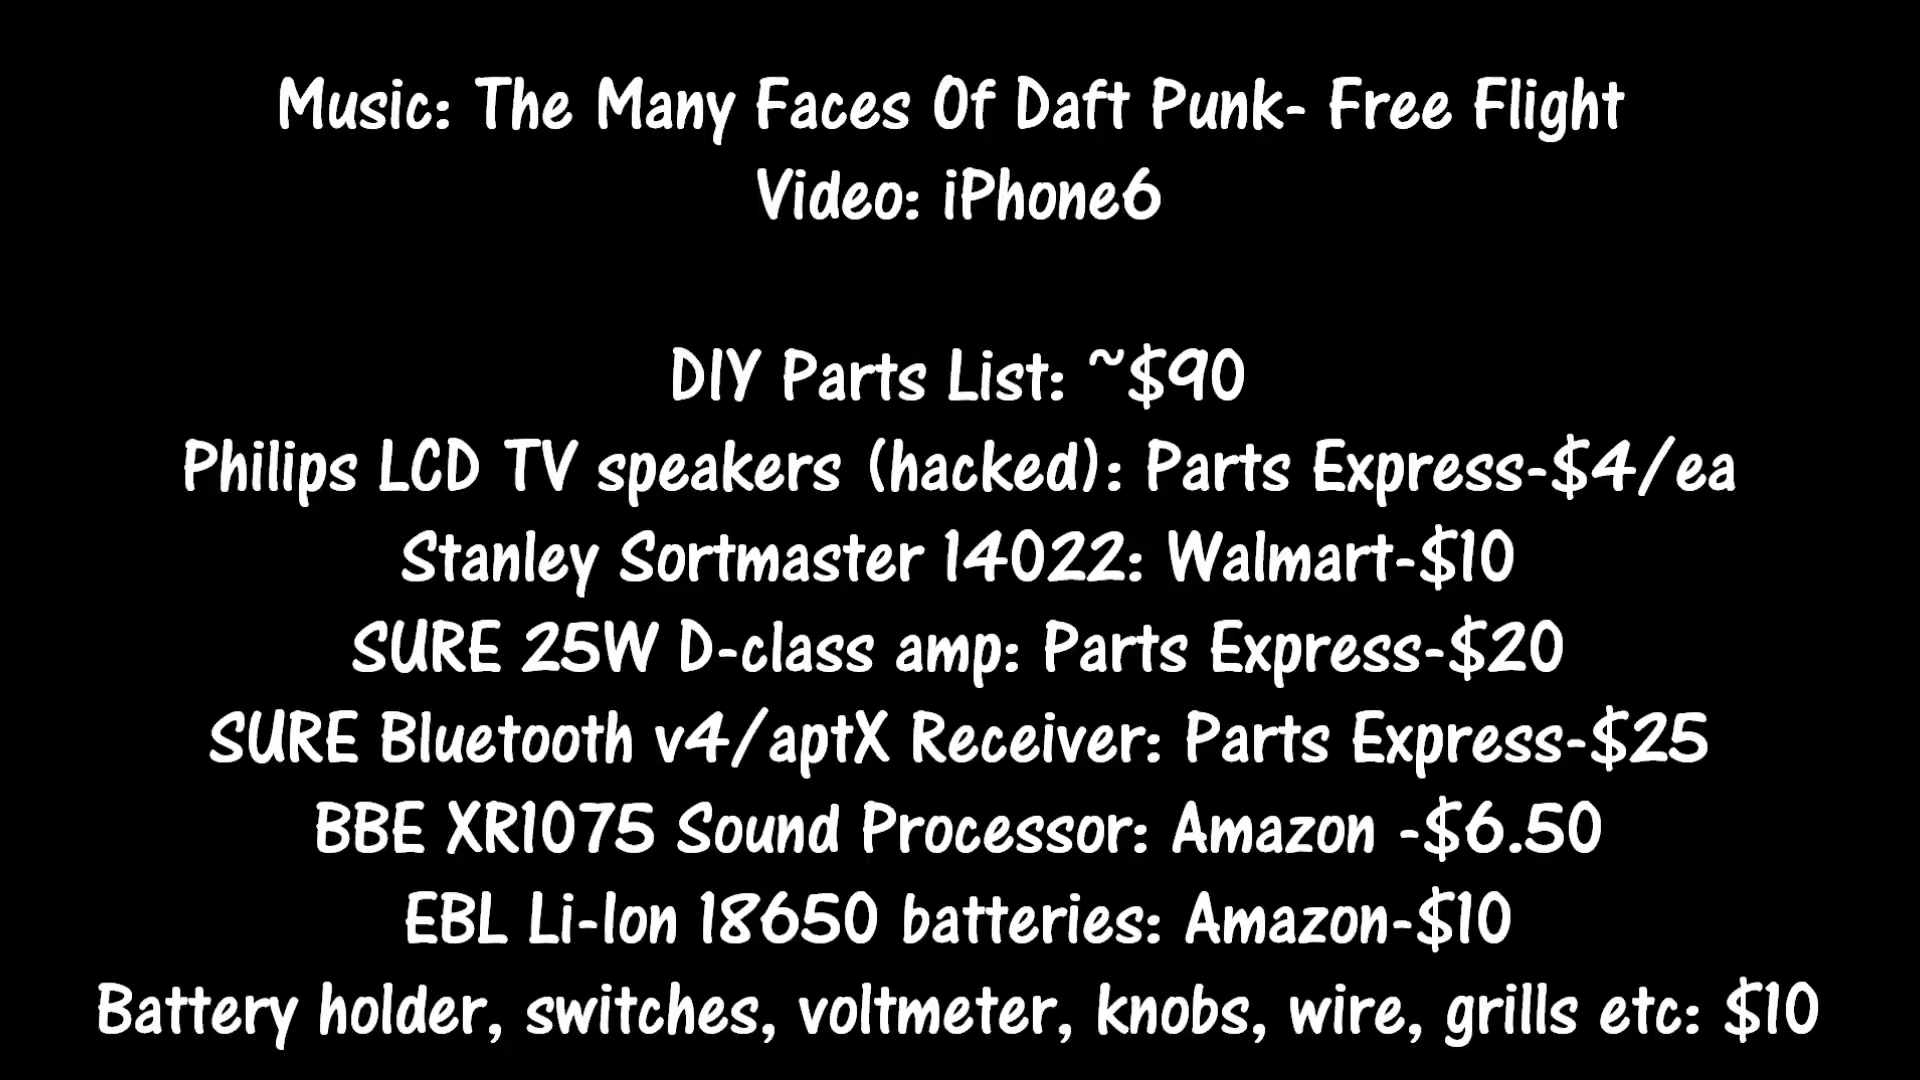 Music: The Many Faces Of Daft Punk- Free Flight
Video: iPhone6
DIY Parts List: ~$90
Philips LCD TV speakers (hacked): Parts Express-$4/ea
Stanley Sortmaster 14022: Walmart-$10
SURE 25W D-class amp: Parts Express-$20
SURE Bluetooth v4/aptX Receiver: Parts Express-$25
BBE XR1075 Sound Processor: Amazon -$6.50
EBL Li-Ion 18650 batteries: Amazon-$10
Battery holder, switches, voltmeter, knobs, wire, grills etc: $10